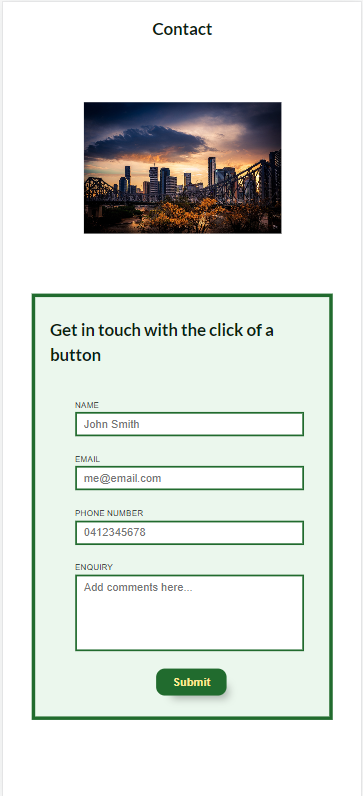 Contact
Get in touch with the click of a
button
NAME
John Smith
EMAIL
me@email.com
PHONE NUMBER
0412345678
ENQUIRY
Add comments here...
Submit